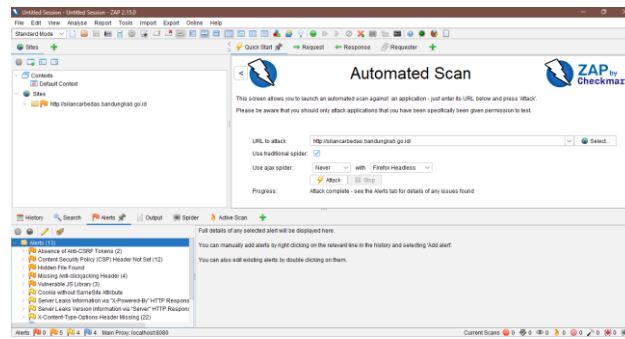 Untitled Session - Untitled Session - ZAP 2.15.0
File Edit View Analyse Report Tools Import Export Online Help
Standard Mode
Sites
Quick Start
Request
Response
Requester
Contexts
Default Context
Sites
http://silancarbedas.bandungkab.go.id
Automated Scan
ZAP by
Checkmarx
This screen allows you to launch an automated scan against an application - just enter its URL below and press 'Attack'.
Please be aware that you should only attack applications that you have been specifically been given permission to test.
URL to attack:
http://silancarbedas.bandungkab.go.id/
Select...
Use traditional spider:
Use ajax spider:
Never
with
Firefox Headless
Attack
Stop
Progress:
Attack complete - see the Alerts tab for details of any issues found
History
Search
Alerts
Output
Spider
Active Scan
Alerts (13)
Absence of Anti-CSRF Tokens (2)
Content Security Policy (CSP) Header Not Set (12)
Hidden File Found
Missing Anti-clickjacking Header (4)
Vulnerable JS Library (3)
Cookie without SameSite Attribute
Server Leaks Information via "X-Powered-By" HTTP Respons
Server Leaks Version Information via "Server" HTTP Respons
X-Content-Type-Options Header Missing (22)
Full details of any selected alert will be displayed here.
You can manually add alerts by right clicking on the relevant line in the history and selecting 'Add alert'.
You can also edit existing alerts by double clicking on them.
Alerts 0 5 4 4 Main Proxy: localhost:8080
Current Scans 0 0 0 0 0 0 0